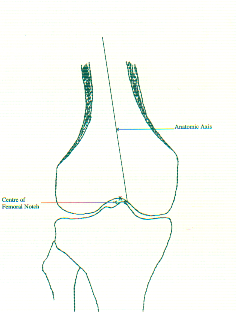 Anatomic Axis
Centre of
Femoral Notch